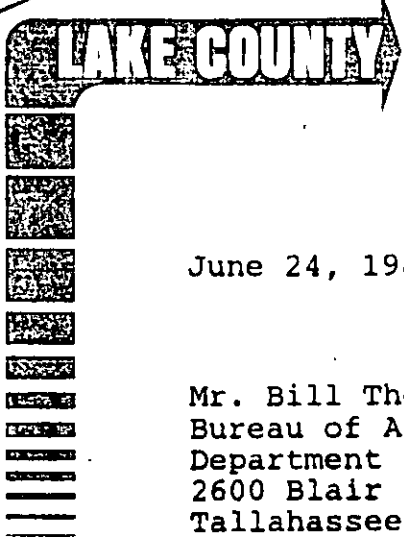 LAKE COUNTY
June 24, 19
Mr. Bill Th
Bureau of A
Department
2600 Blair
Tallahassee